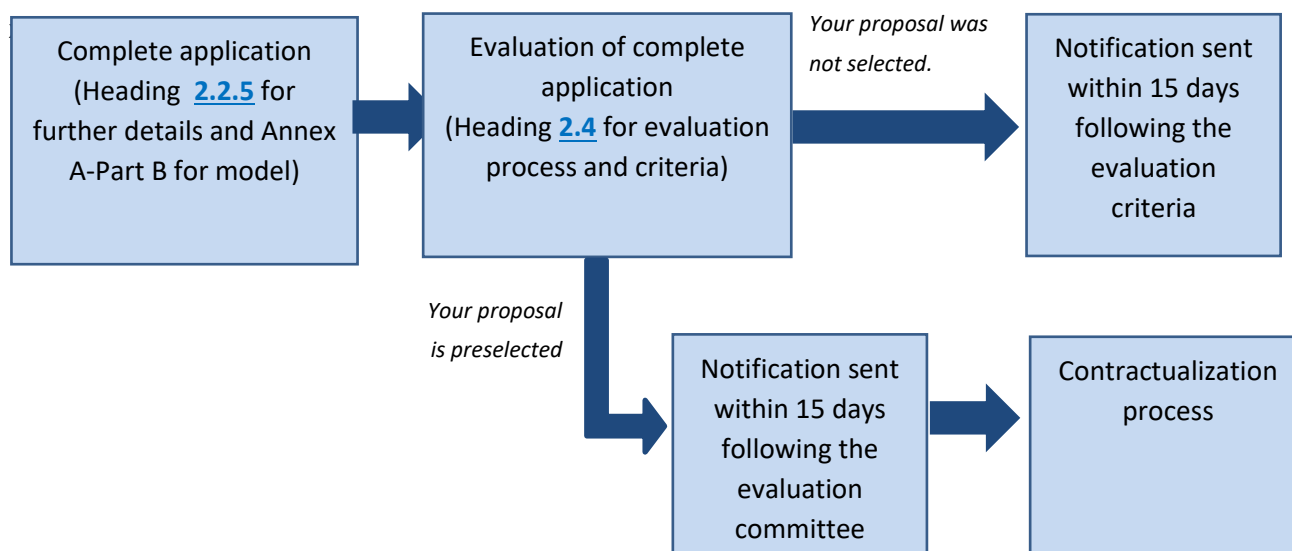 Complete application
(Heading 2.2.5 for
further details and Annex
A-Part B for model)
Evaluation of complete
application
(Heading 2.4 for evaluation
process and criteria)
Your proposal was
not selected.
Notification sent
within 15 days
following the
evaluation
criteria
Your proposal
is preselected
Notification sent
within 15 days
following the
evaluation
committee
Contractualization
process